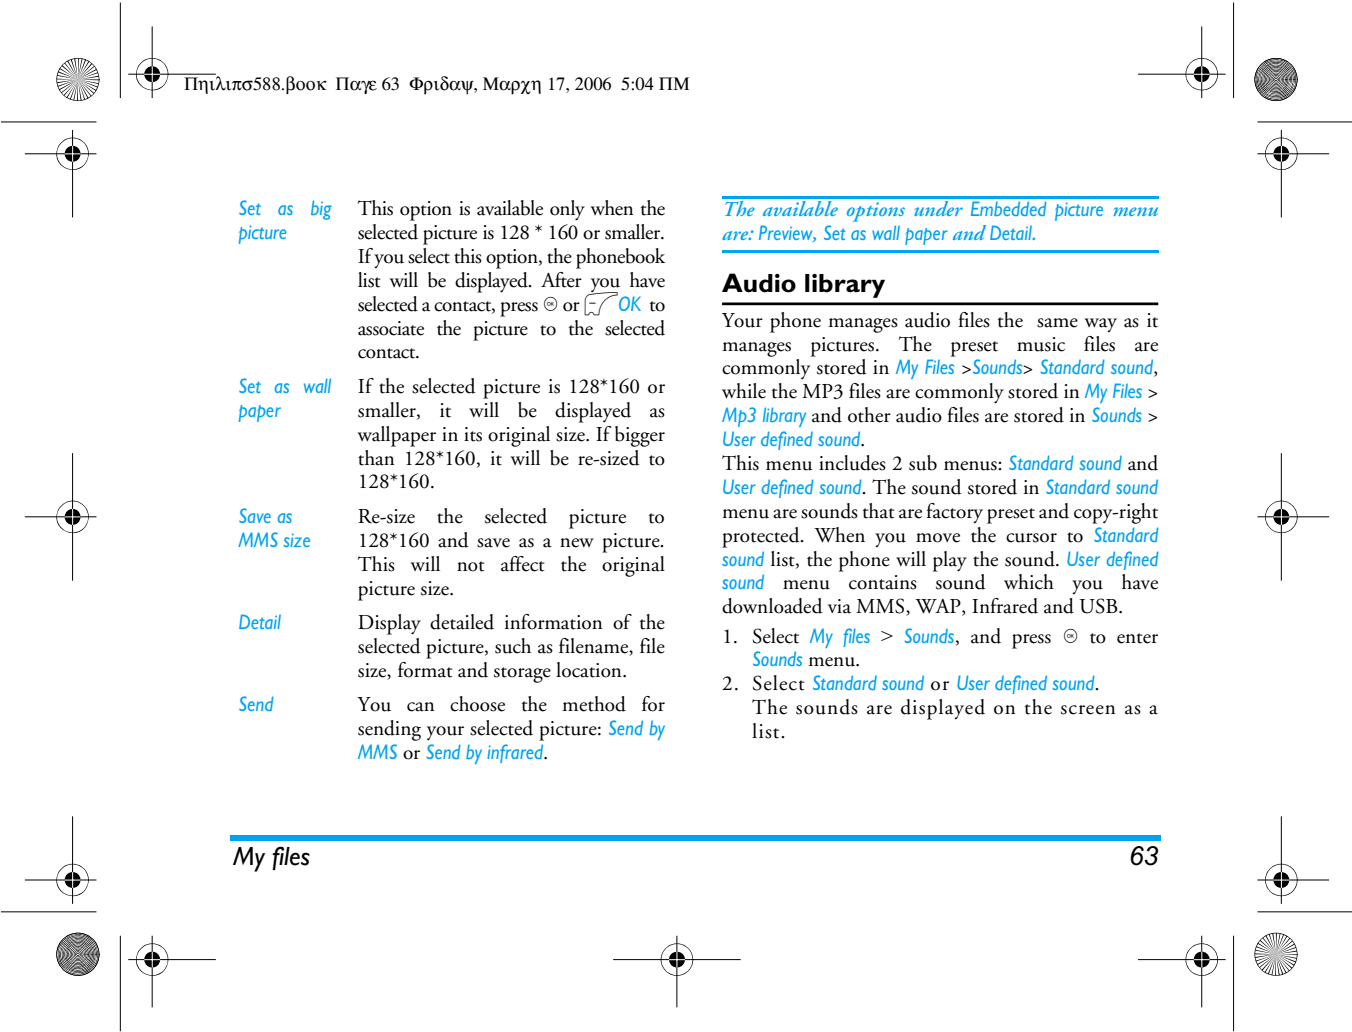 Πηιλιπσ588.βοοκ Παγε 63 Φριδαψ, Μαρχη 17, 2006 5:04 ΠΜ
Set as big
picture
This option is available only when the
selected picture is 128 * 160 or smaller.
If you select this option, the phonebook
list will be displayed. After you have
selected a contact, press or OK to
associate the picture to the selected
contact.
Set as wall
paper
If the selected picture is 128*160 or
smaller, it will be displayed as
wallpaper in its original size. If bigger
than 128*160, it will be re-sized to
128*160.
Save as
MMS size
Re-size the selected picture to
128*160 and save as a new picture.
This will not affect the original
picture size.
Detail
Display detailed information of the
selected picture, such as filename, file
size, format and storage location.
Send
You can choose the method for
sending your selected picture: Send by
MMS or Send by infrared.
The available options under Embedded picture menu
are: Preview, Set as wall paper and Detail.
Audio library
Your phone manages audio files the same way as it
manages pictures. The preset music files are
commonly stored in My Files >Sounds> Standard sound,
while the MP3 files are commonly stored in My Files >
Mp3 library and other audio files are stored in Sounds >
User defined sound.
This menu includes 2 sub menus: Standard sound and
User defined sound. The sound stored in Standard sound
menu are sounds that are factory preset and copy-right
protected. When you move the cursor to Standard
sound list, the phone will play the sound. User defined
sound menu contains sound which you have
downloaded via MMS, WAP, Infrared and USB.
1. Select My files > Sounds, and press to enter
Sounds menu.
2. Select Standard sound or User defined sound.
The sounds are displayed on the screen as a
list.
My files 63